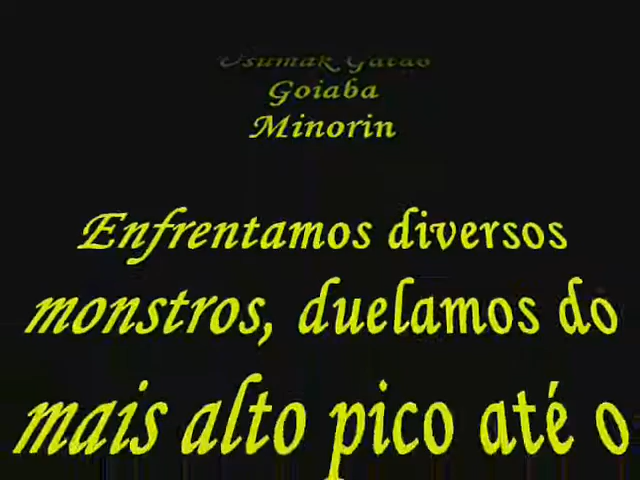 Goiaba
Minorin
Enfrentamos diversos
monstros, duelamos do
mais alto pico até o